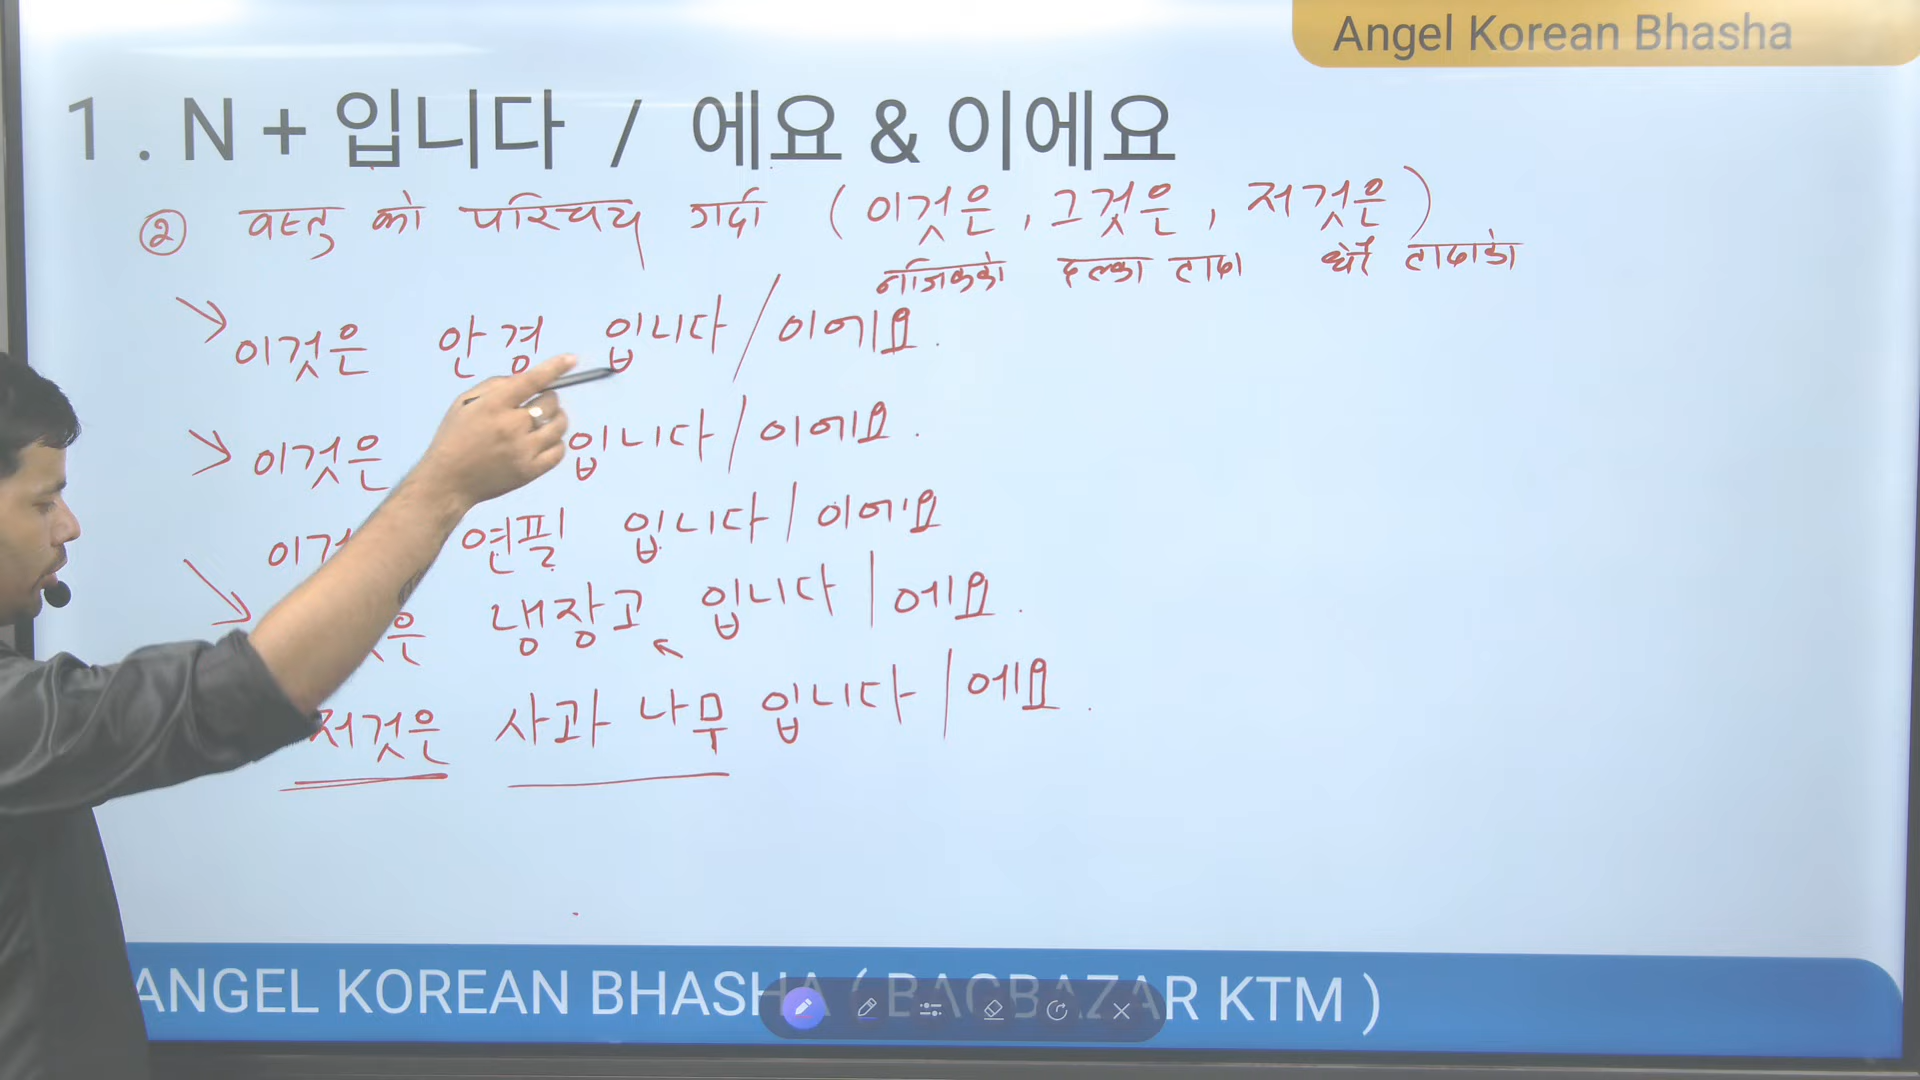 Angel Korean Bhasha
1 . N + 입니다 / 에요 & 이에요
② वस्तु को परिचय गर्दा ( 이것은 , 그것은 , 저것은 )
नजिकको हल्का टाढा धेरै टाढाको
이것은 안경 입니다 / 이에요 .
이것은 입니다 / 이에요 .
연필 입니다 / 이에요
은 냉장고 입니다 / 에요 .
저것은 사과 나무 입니다 / 에요 .
ANGEL KOREAN BHASHA ( BAGBAZAR KTM )